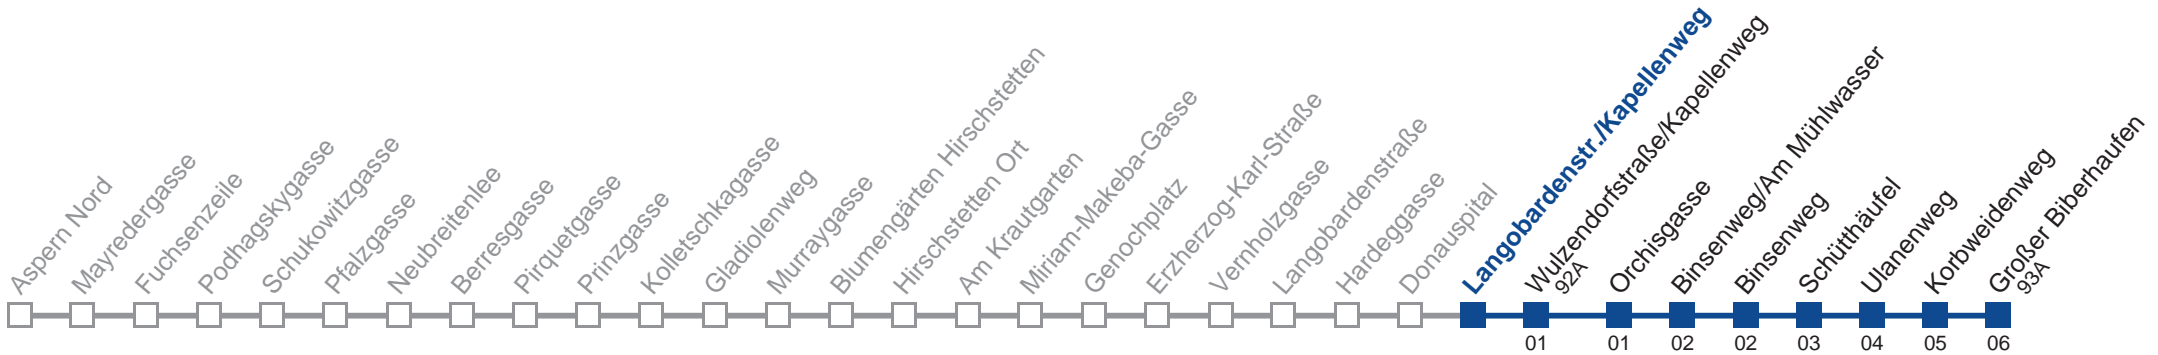 Aspern Nord
Mayredergasse
Fuchsenzeile
Podhagskygasse
Schukowitzgasse
Pfalzgasse
Neubreitenlee
Berresgasse
Pirquetgasse
Prinzgasse
Kolletschkagasse
Gladiolenweg
Murraygasse
Blumengärten Hirschstetten
Hirschstetten Ort
Am Krautgarten
Miriam-Makeba-Gasse
Genochplatz
Erzherzog-Karl-Straße
Vernholzgasse
Langobardenstraße
Hardeggasse
Donauspital
Langobardenstr./Kapellenweg
Wulzendorfstraße/Kapellenweg
92A
Orchisgasse
Binsenweg/Am Mühlwasser
Binsenweg
Schütthäufel
Ulanenweg
Korbweidenweg
Großer Biberhaufen
93A
01 01 02 02 03 04 05 06